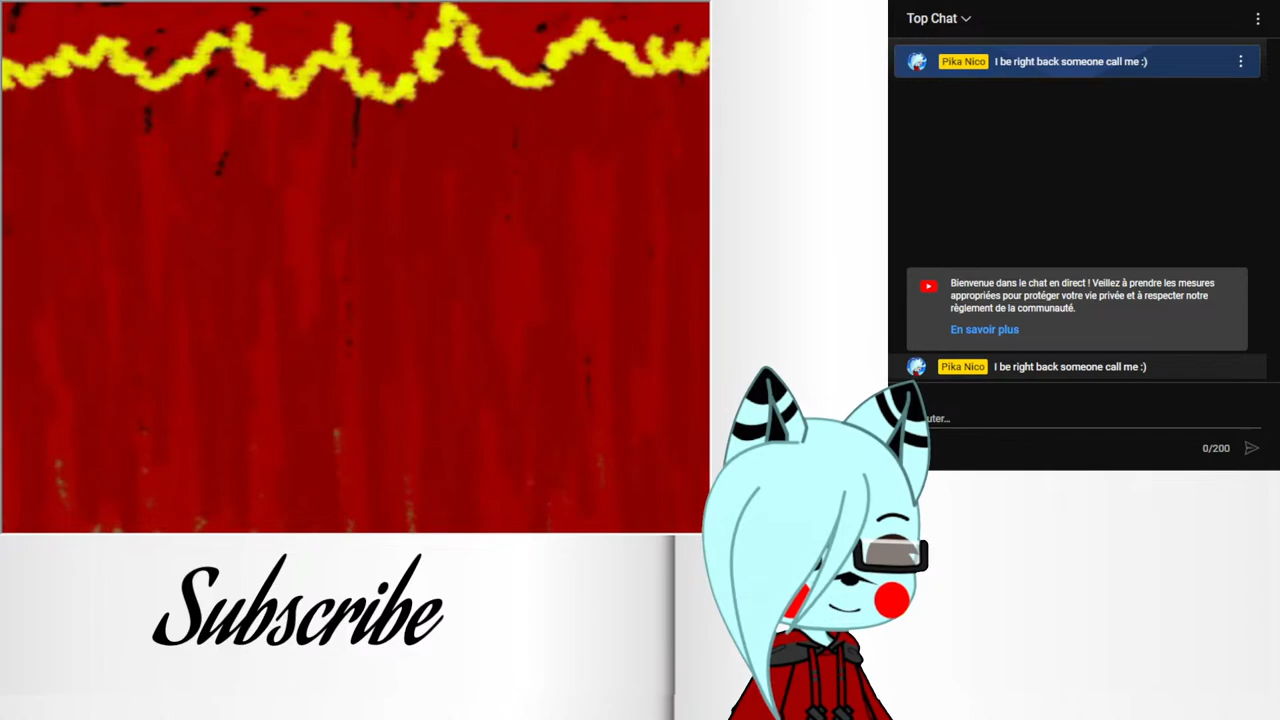 Top Chat
Pika Nico I be right back someone call me :)
Bienvenue dans le chat en direct ! Veillez à prendre les mesures
appropriées pour protéger votre vie privée et à respecter notre
règlement de la communauté.
En savoir plus
Pika Nico I be right back someone call me :)
uter...
0/200
Subscribe